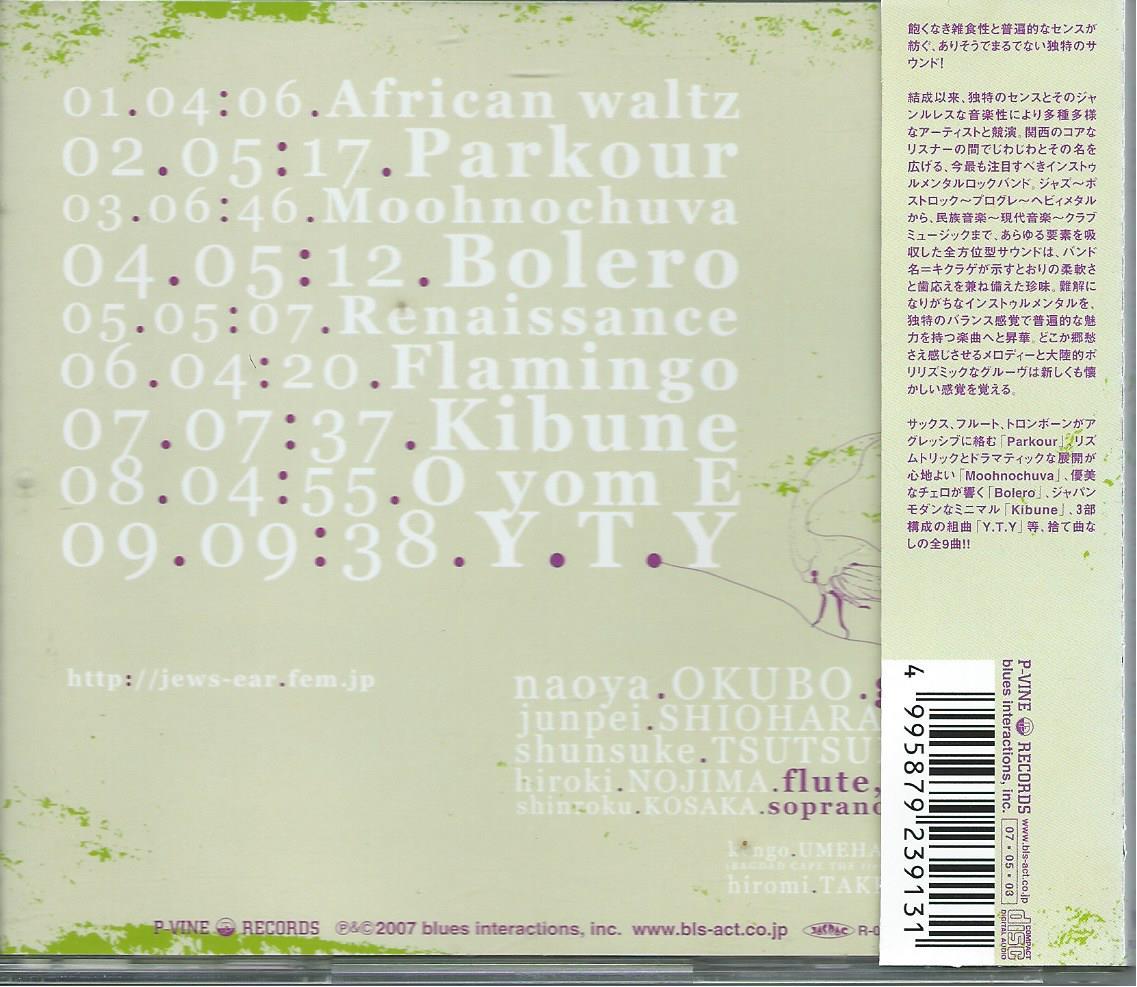 01.04:06.African waltz
02.05:17.Parkour
03.06:46.Moohnochuva
04.05:12.Bolero
05.05:07.Renaissance
06.04:20.Flamingo
07.07:37.Kibune
08.04:55.O yom E
09.09:38.Y.T.Y
http://jews-ear.fem.jp
naoya.OKUBO.
junpei.SHIOHARA
shunsuke.TSUTSU
hiroki.NOJIMA.flute,
shinroku.KOSAKA.soprano
UMEHA
(BAGDAD CAFE THE
hiromi.TAK
P-VINE RECORDS ℗&©2007 blues interactions, inc. www.bls-act.co.jp R-0
飽くなき雑食性と普遍的なセンスが
紡ぐ、ありそうでまるでない独特のサ
ウンド!
結成以来、独特のセンスとそのジャ
ンルレスな音楽性により多種多様
なアーティストと競演。関西のコアな
リスナーの間でじわじわとその名を
広げる、今最も注目すべきインストゥ
ルメンタルロックバンド。ジャズ〜ポ
ストロック〜プログレ〜ヘビィメタル
から、民族音楽〜現代音楽〜クラブ
ミュージックまで、あらゆる要素を吸
収した全方位型サウンドは、バンド
名=キクラゲが示すとおりの柔軟さ
と歯応えを兼ね備えた珍味。難解に
なりがちなインストゥルメンタルを、
独特のバランス感覚で普遍的な魅
力を持つ楽曲へと昇華。どこか郷愁
さえ感じさせるメロディーと大陸的ポ
リリズミックなグルーヴは新しくも懐
かしい感覚を覚える。
サックス、フルート、トロンボーンがア
グレッシブに絡む「Parkour」、リズ
ムトリックとドラマティックな展開が
心地よい「Moohnochuva」、優美
なチェロが響く「Bolero」、ジャパン
モダンなミニマル「Kibune」、3部
構成の組曲「Y.T.Y」等、捨て曲な
しの全9曲!!
P-VINE RECORDS www.bls-act.co.jp
blues interactions, inc. 07・05・03
COMPACT
disc
DIGITAL AUDIO
4 995879 239131